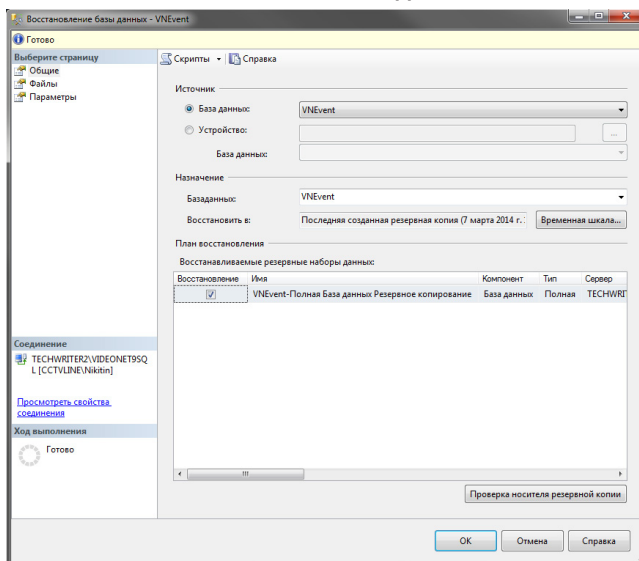 Восстановление базы данных - VNEvent
Готово
Выберите страницу
Общие
Файлы
Параметры
Скрипты Справка
Источник
База данных: VNEvent
Устройство: ...
База данных:
Назначение
Базаданных: VNEvent
Восстановить в: Последняя созданная резервная копия (7 марта 2014 г. Временная шкала...
План восстановления
Восстанавливаемые резервные наборы данных:
Восстановление Имя Компонент Тип Сервер
VNEvent-Полная База данных Резервное копирование База данных Полная TECHWRIT
Соединение
TECHWRITER2\VIDEONET9SQ
L [CCTVLINE\Nikitin]
Просмотреть свойства
соединения
Ход выполнения
Готово
Проверка носителя резервной копии
ОК Отмена Справка